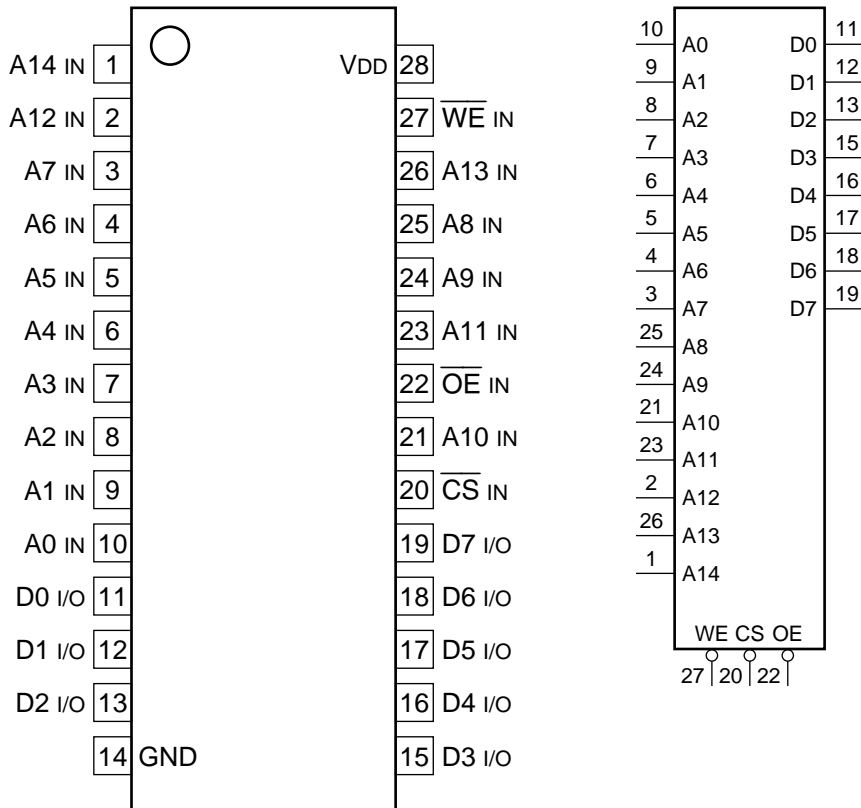 A14 IN 1
A12 IN 2
A7 IN 3
A6 IN 4
A5 IN 5
A4 IN 6
A3 IN 7
A2 IN 8
A1 IN 9
A0 IN 10
D0 I/O 11
D1 I/O 12
D2 I/O 13
14 GND
VDD 28
27 W̅E̅ IN
26 A13 IN
25 A8 IN
24 A9 IN
23 A11 IN
22 O̅E̅ IN
21 A10 IN
20 C̅S̅ IN
19 D7 I/O
18 D6 I/O
17 D5 I/O
16 D4 I/O
15 D3 I/O
10 A0
9 A1
8 A2
7 A3
6 A4
5 A5
4 A6
3 A7
25 A8
24 A9
21 A10
23 A11
2 A12
26 A13
1 A14
D0 11
D1 12
D2 13
D3 15
D4 16
D5 17
D6 18
D7 19
WE CS OE
27 20 22